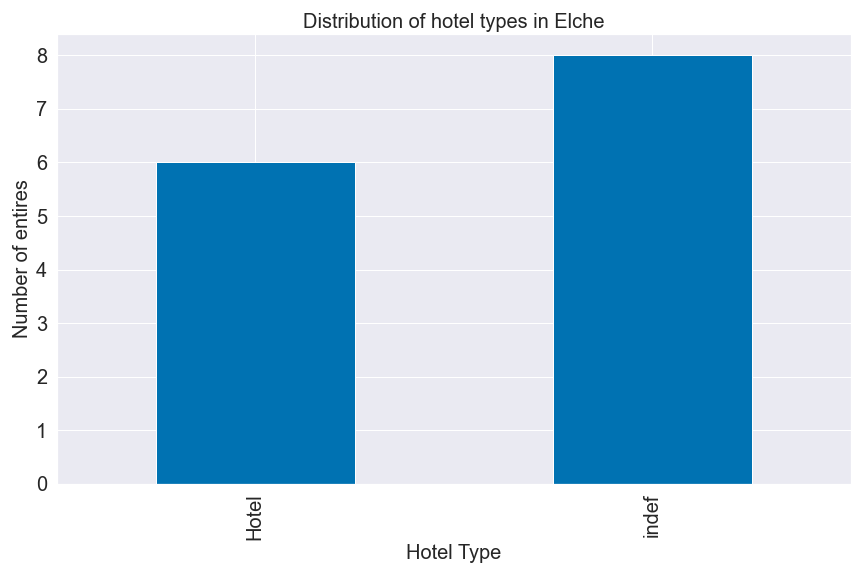 Distribution of hotel types in Elche
8
7
6
5
4
3
2
1
0
Number of entires
Hotel
indef
Hotel Type